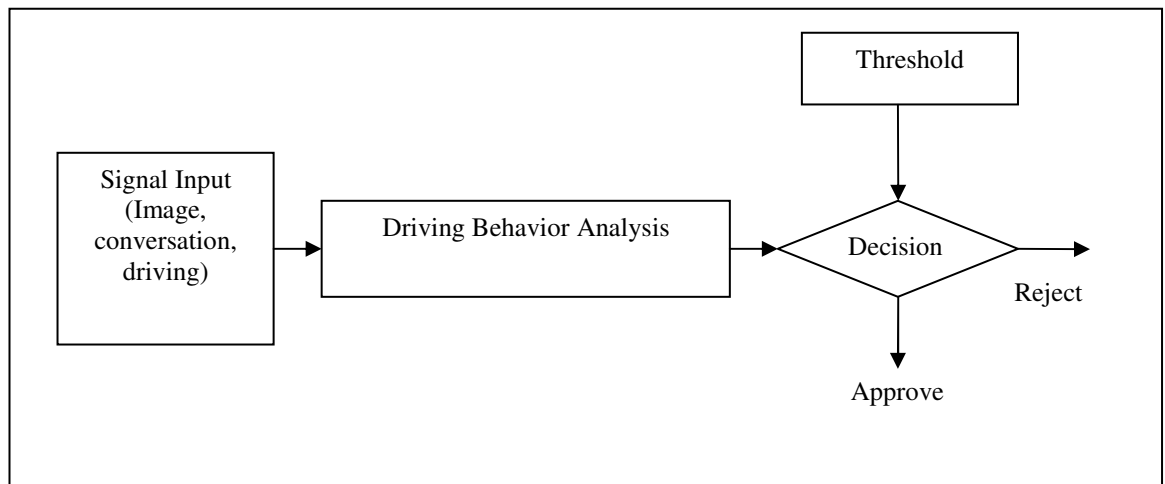 Threshold
Signal Input
(Image,
conversation,
driving)
Driving Behavior Analysis
Decision
Reject
Approve